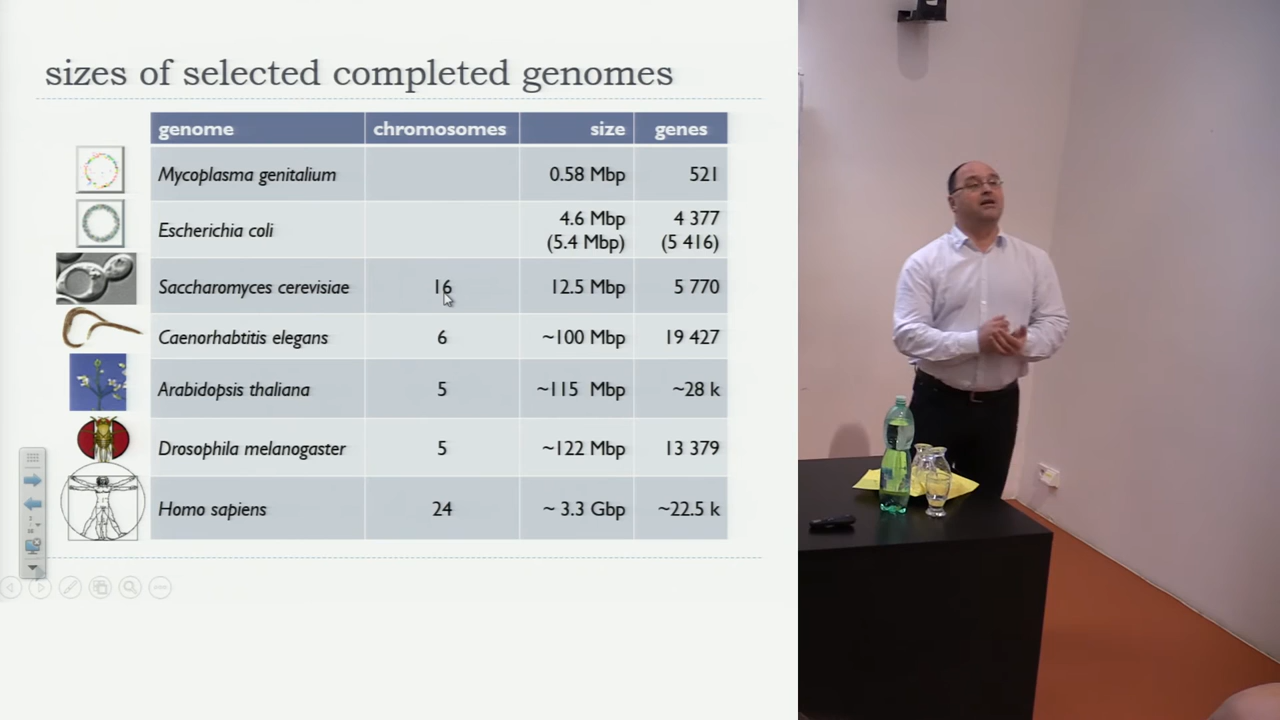 sizes of selected completed genomes
genome chromosomes size genes
Mycoplasma genitalium 0.58 Mbp 521
Escherichia coli 4.6 Mbp 4 377
(5.4 Mbp) (5 416)
Saccharomyces cerevisiae 16 12.5 Mbp 5 770
Caenorhabtitis elegans 6 ~100 Mbp 19 427
Arabidopsis thaliana 5 ~115 Mbp ~28 k
Drosophila melanogaster 5 ~122 Mbp 13 379
Homo sapiens 24 ~ 3.3 Gbp ~22.5 k